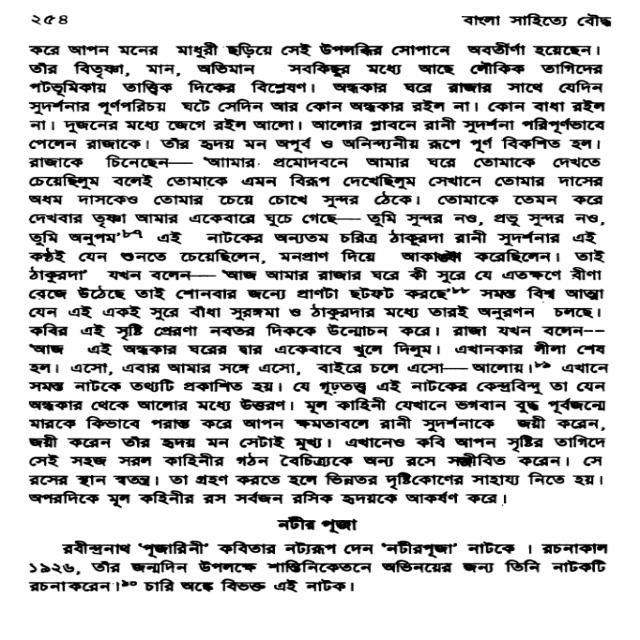 ২৫৪ বাংলা সাহিত্যে বৌদ্ধ
করে আপন মনের মাধুরী ছড়িয়ে সেই উপলব্ধির সোপানে অবতীর্ণা হয়েছেন।
তাঁর বিতৃষ্ণা, মান, অভিমান সবকিছুর মধ্যে আছে লৌকিক তাগিদের
পটভূমিকায় তাত্ত্বিক দিকের বিশ্লেষণ। অন্ধকার ঘরে রাজার সাথে যেদিন
সুদর্শনার পূর্ণপরিচয় ঘটে সেদিন আর কোন অন্ধকার রইল না। কোন বাধা রইল
না। দুজনের মধ্যে জেগে রইল আলো। আলোর প্লাবনে রানী সুদর্শনা পরিপূর্ণভাবে
পেলেন রাজাকে। তাঁর হৃদয় মন অপূর্ব ও অনিন্দ্যনীয় রূপে পূর্ণ বিকশিত হল।
রাজাকে চিনেছেন— 'আামার প্রমোদবনে আমার ঘরে তোমাকে দেখতে
চেয়েছিলুম বলেই তোমাকে এমন বিরূপ দেখেছিলুম সেখানে তোমার দাসের
অধম দাসকেও তোমার চেয়ে চোখে সুন্দর ঠেকে। তোমাকে তেমন করে
দেখবার তৃষ্ণা আমার একেবারে ঘুচে গেছে— তুমি সুন্দর নও, প্রভু সুন্দর নও,
তুমি অনুপম'৮৭ এই নাটকের অন্যতম চরিত্র ঠাকুরদা রানী সুদর্শনার এই
কণ্ঠই যেন শুনতে চেয়েছিলেন, মনপ্রাণ দিয়ে আকাঙ্ক্ষা করেছিলেন। তাই
ঠাকুরদা' যখন বলেন— 'আজ আমার রাজার ঘরে কী সুরে যে এতক্ষণে বীণা
বেজে উঠেছে তাই শোনবার জন্যে প্রাণটা ছটফট করছে'৮৮ সমস্ত বিশ্ব আত্মা
যেন এই একই সুরে বাঁধা সুরঙ্গমা ও ঠাকুরদার মধ্যে তারই অনুরণন চলছে।
কবির এই সৃষ্টি প্রেরণা নবতর দিককে উন্মোচন করে। রাজা যখন বলেন--
'আজ এই অন্ধকার ঘরের দ্বার একেবাবে খুলে দিলুম। এখানকার লীলা শেষ
হল। এসো, এবার আমার সঙ্গে এসো, বাইরে চলে এসো— আলোয়।৮৯ এখানে
সমস্ত নাটকে তথ্যটি প্রকাশিত হয়। যে গূঢ়তত্ত্ব এই নাটকের কেন্দ্রবিন্দু তা যেন
অন্ধকার থেকে আলোর মধ্যে উত্তরণ। মূল কাহিনী যেখানে ভগবান বুদ্ধ পূর্বজন্মে
মারকে কিভাবে পরাস্ত করে আপন ক্ষমতাবলে রানী সুদর্শনাকে জয়ী করেন,
জয়ী করেন তাঁর হৃদয় মন সেটাই মুখ্য। এখানেও কবি আপন সৃষ্টির তাগিদে
সেই সহজ সরল কাহিনীর গঠন বৈচিত্র্যকে অন্য রসে সঞ্জীবিত করেন। সে
রসের স্থান স্বতন্ত্র। তা গ্রহণ করতে হলে ভিন্নতর দৃষ্টিকোণের সাহায্য নিতে হয়।
অপরদিকে মূল কহিনীর রস সর্বজন রসিক হৃদয়কে আকর্ষণ করে।
নটীর পূজা
রবীন্দ্রনাথ 'পূজারিনী' কবিতার নট্যরূপ দেন 'নটীরপূজা' নাটকে । রচনাকাল
১৯২৬, তাঁর জন্মদিন উপলক্ষে শান্তিনিকেতনে অভিনয়ের জন্য তিনি নাটকটি
রচনাকরেন।৯০ চারি অঙ্কে বিভক্ত এই নাটক।